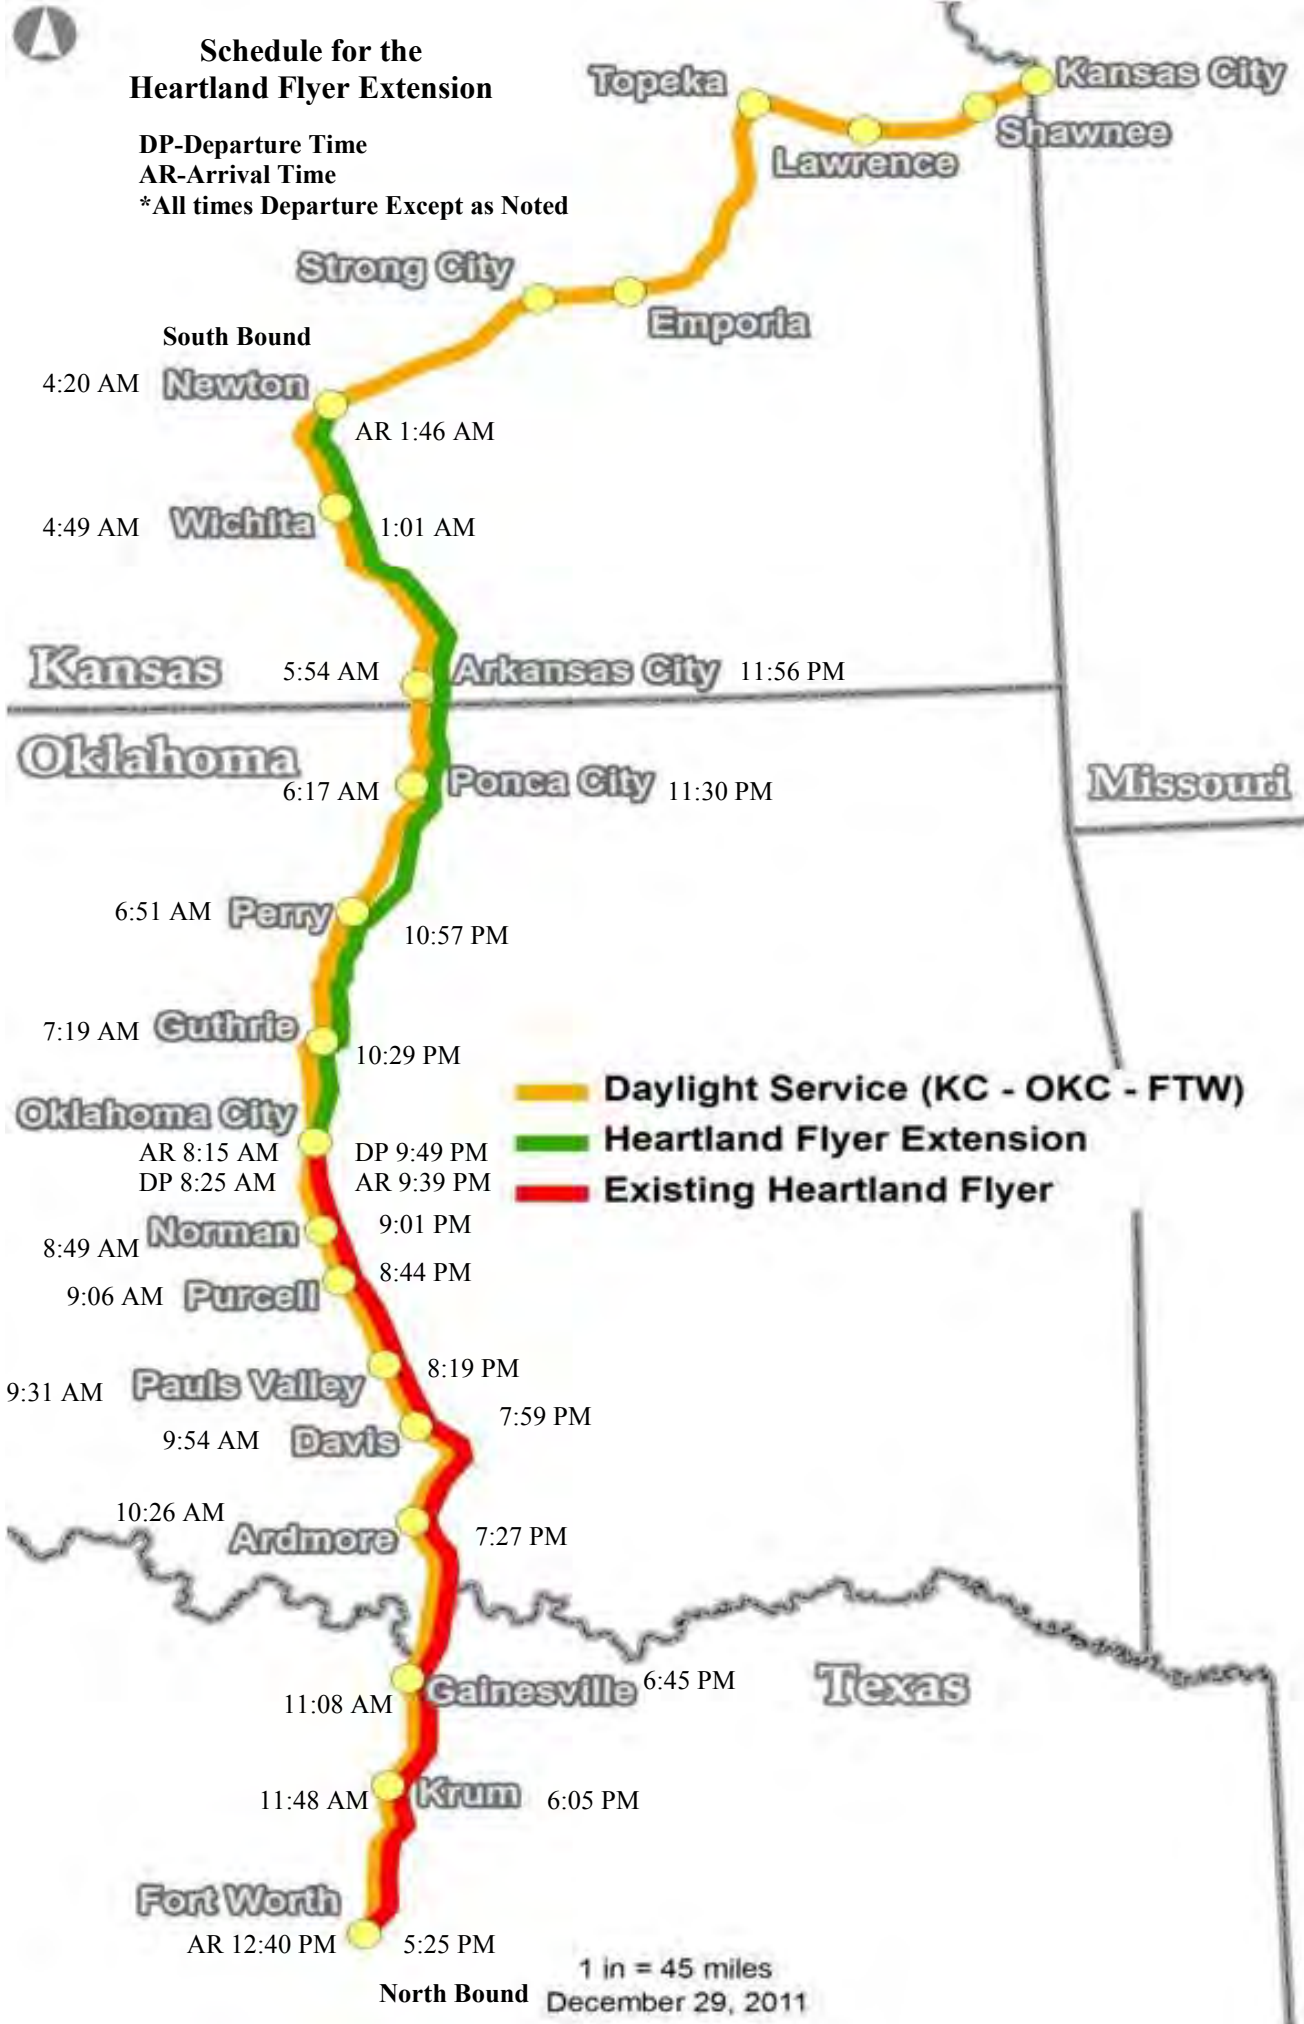 Schedule for the
Heartland Flyer Extension
DP-Departure Time
AR-Arrival Time
*All times Departure Except as Noted
Topeka
Kansas City
Shawnee
Lawrence
Strong City
Emporia
South Bound
4:20 AM Newton
AR 1:46 AM
4:49 AM Wichita 1:01 AM
Kansas 5:54 AM Arkansas City 11:56 PM
Oklahoma
6:17 AM Ponca City 11:30 PM
Missouri
6:51 AM Perry
10:57 PM
7:19 AM Guthrie
10:29 PM
Daylight Service (KC - OKC - FTW)
Oklahoma City
Heartland Flyer Extension
AR 8:15 AM DP 9:49 PM
DP 8:25 AM AR 9:39 PM
Existing Heartland Flyer
8:49 AM Norman 9:01 PM
8:44 PM
9:06 AM Purcell
8:19 PM
9:31 AM Pauls Valley
7:59 PM
9:54 AM Davis
10:26 AM
Ardmore 7:27 PM
Gainesville 6:45 PM
Texas
11:08 AM
11:48 AM Krum 6:05 PM
Fort Worth
AR 12:40 PM 5:25 PM
1 in = 45 miles
North Bound
December 29, 2011